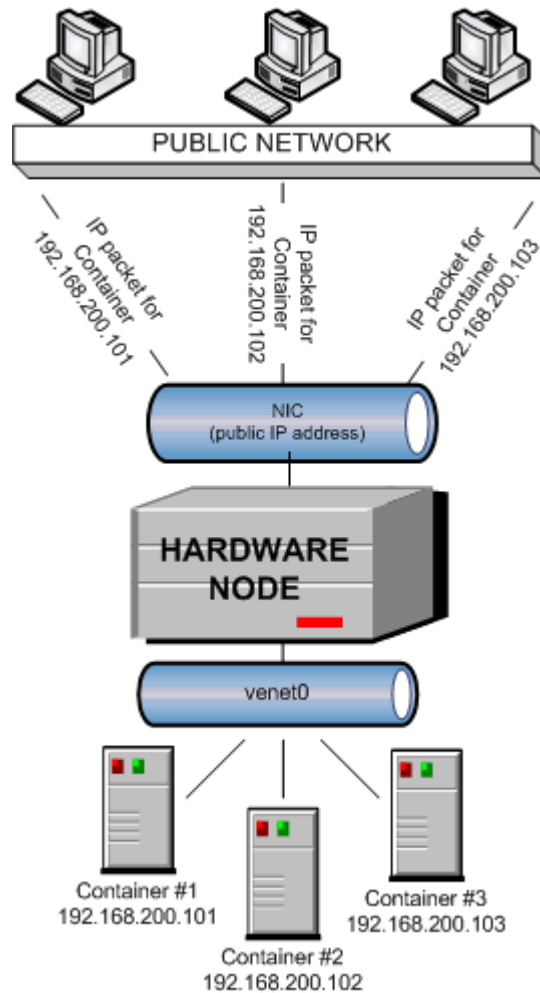 PUBLIC NETWORK
IP packet for
Container
192.168.200.101
IP packet for
Container
192.168.200.102
IP packet for
Container
192.168.200.103
NIC
(public IP address)
HARDWARE
NODE
venet0
Container #1
192.168.200.101
Container #2
192.168.200.102
Container #3
192.168.200.103